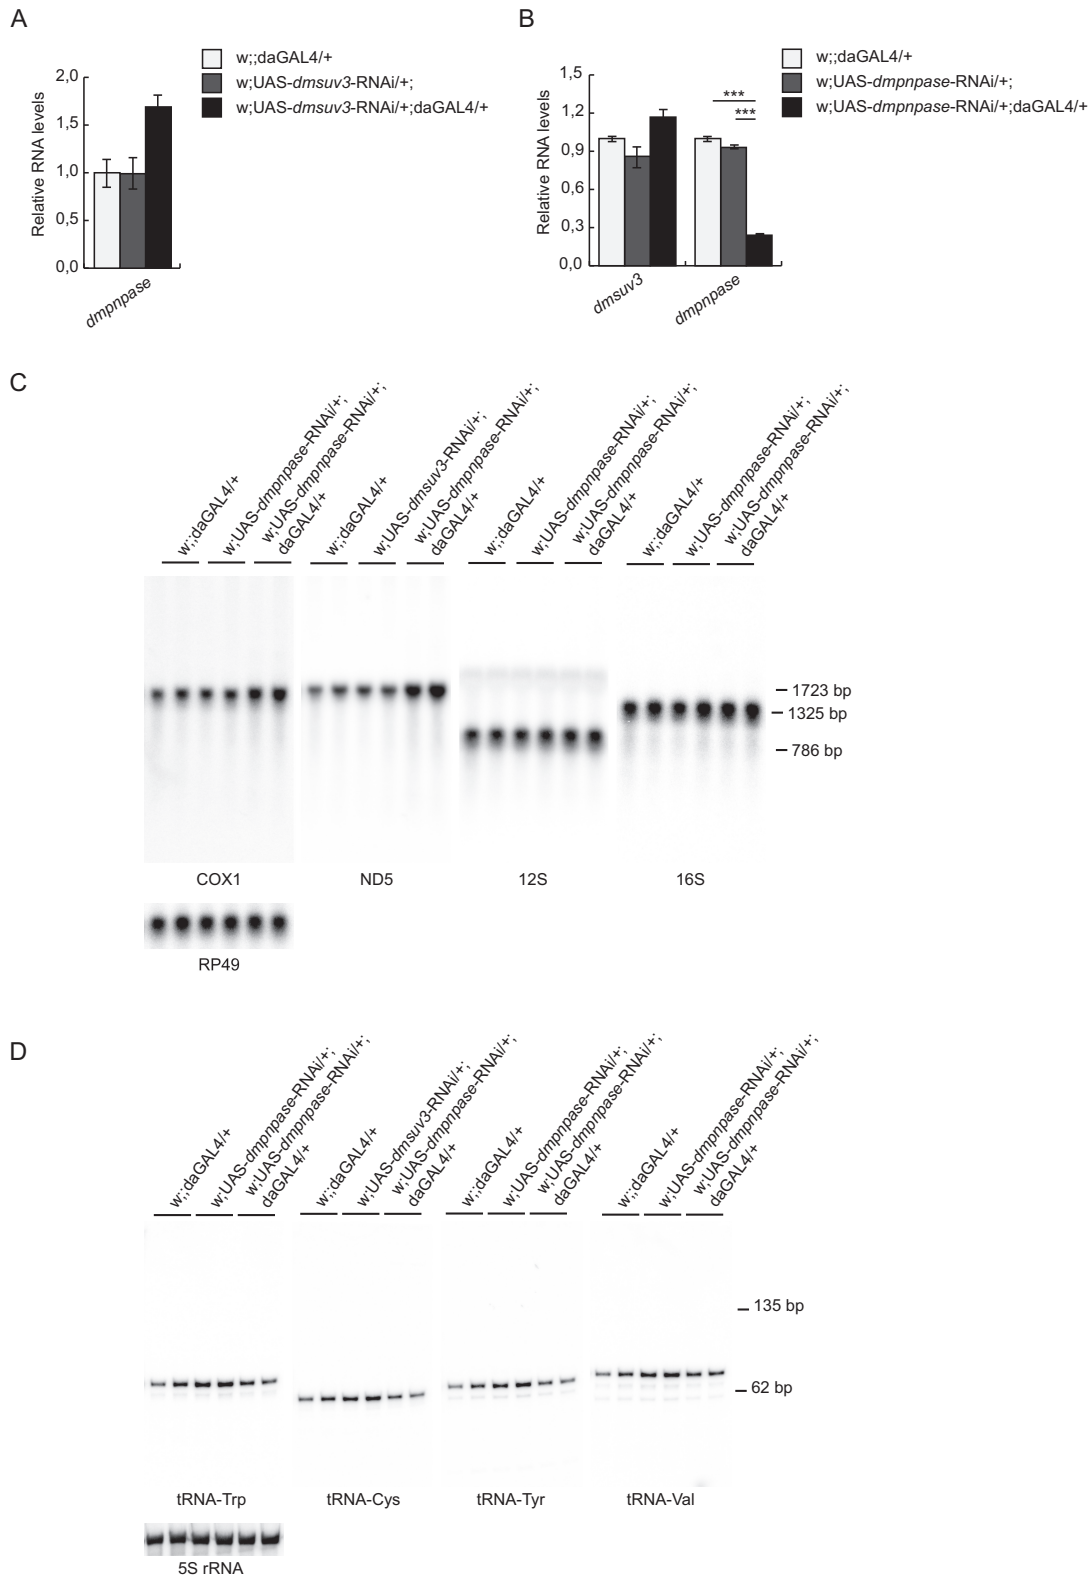 A
w;;daGAL4/+
w;UAS-dmsuv3-RNAi/+;
w;UAS-dmsuv3-RNAi/+;daGAL4/+
Relative RNA levels
2,0
1,5
1,0
0,5
0,0
dmpnpase
B
w;;daGAL4/+
w;UAS-dmpnpase-RNAi/+;
w;UAS-dmpnpase-RNAi/+;daGAL4/+
Relative RNA levels
1,5
1,2
0,9
0,6
0,3
0,0
***
***
dmsuv3
dmpnpase
C
w;;daGAL4/+
w;UAS-dmpnpase-RNAi/+;
w;UAS-dmpnpase-RNAi/+;
daGAL4/+
w;;daGAL4/+
w;UAS-dmsuv3-RNAi/+;
w;UAS-dmpnpase-RNAi/+;
daGAL4/+
w;;daGAL4/+
w;UAS-dmpnpase-RNAi/+;
w;UAS-dmpnpase-RNAi/+;
daGAL4/+
w;;daGAL4/+
w;UAS-dmpnpase-RNAi/+;
w;UAS-dmpnpase-RNAi/+;
daGAL4/+
1723 bp
1325 bp
786 bp
COX1
ND5
12S
16S
RP49
D
w;;daGAL4/+
w;UAS-dmpnpase-RNAi/+;
w;UAS-dmpnpase-RNAi/+;
daGAL4/+
w;;daGAL4/+
w;UAS-dmsuv3-RNAi/+;
w;UAS-dmpnpase-RNAi/+;
daGAL4/+
w;;daGAL4/+
w;UAS-dmpnpase-RNAi/+;
w;UAS-dmpnpase-RNAi/+;
daGAL4/+
w;;daGAL4/+
w;UAS-dmpnpase-RNAi/+;
w;UAS-dmpnpase-RNAi/+;
daGAL4/+
135 bp
62 bp
tRNA-Trp
tRNA-Cys
tRNA-Tyr
tRNA-Val
5S rRNA